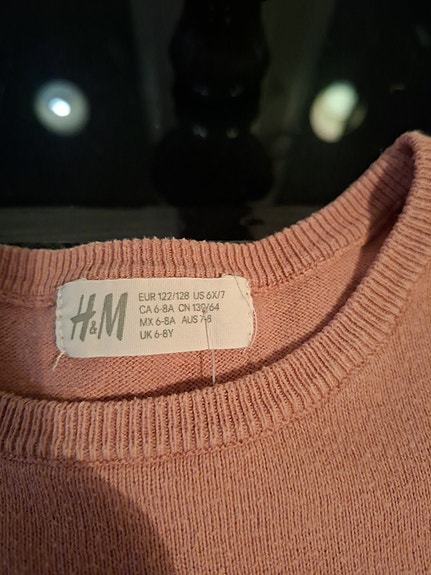 H&M
EUR 122/128 US 6X/7
CA 6-8A CN 130/64
MX 6-8A AUS 7-8
UK 6-8Y